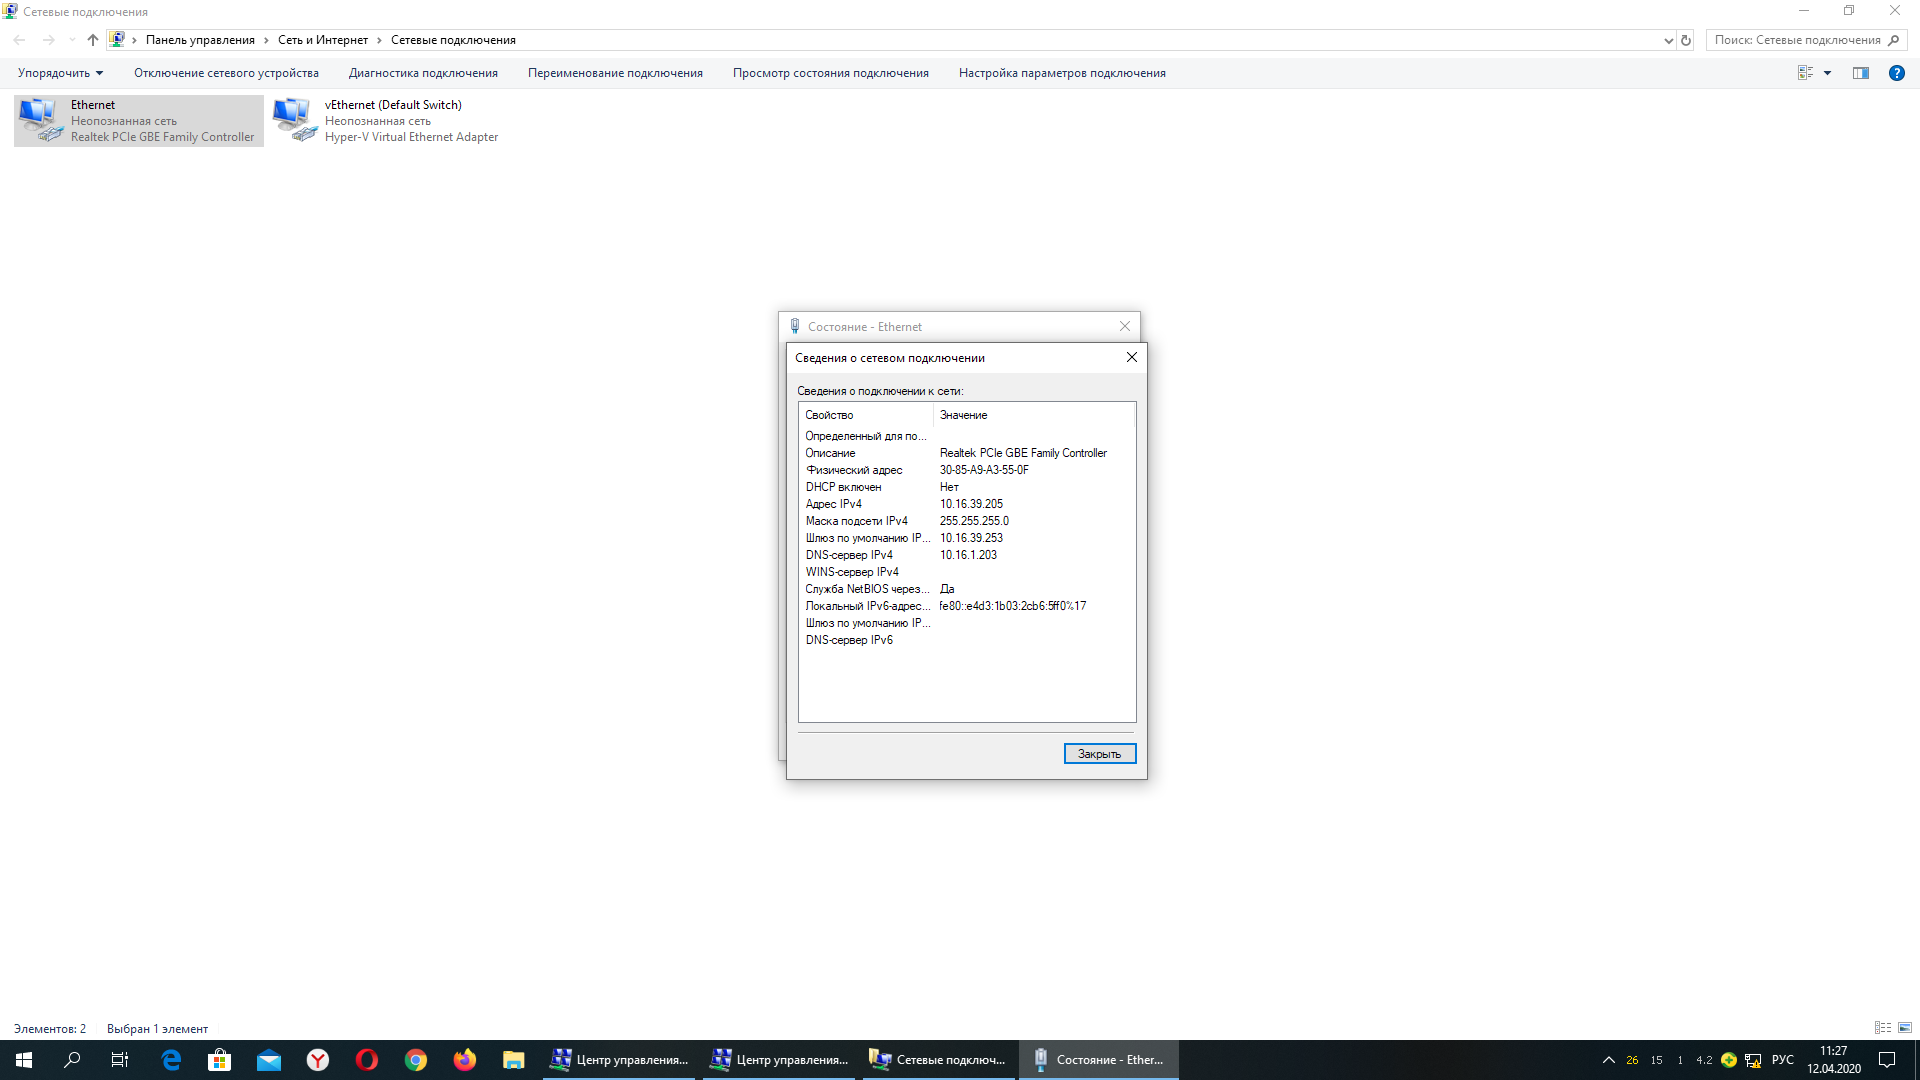 Сетевые подключения
Панель управления › Сеть и Интернет › Сетевые подключения
Поиск: Сетевые подключения
Упорядочить
Отключение сетевого устройства
Диагностика подключения
Переименование подключения
Просмотр состояния подключения
Настройка параметров подключения
Ethernet
Неопознанная сеть
Realtek PCIe GBE Family Controller
vEthernet (Default Switch)
Неопознанная сеть
Hyper-V Virtual Ethernet Adapter
Состояние - Ethernet
Сведения о сетевом подключении
Сведения о подключении к сети:
Свойство Значение
Определенный для по...
Описание Realtek PCIe GBE Family Controller
Физический адрес 30-85-A9-A3-55-0F
DHCP включен Нет
Адрес IPv4 10.16.39.205
Маска подсети IPv4 255.255.255.0
Шлюз по умолчанию IP... 10.16.39.253
DNS-сервер IPv4 10.16.1.203
WINS-сервер IPv4
Служба NetBIOS через... Да
Локальный IPv6-адрес... fe80::e4d3:1b03:2cb6:5ff0%17
Шлюз по умолчанию IP...
DNS-сервер IPv6
Закрыть
Элементов: 2 Выбран 1 элемент
Центр управления...
Центр управления...
Сетевые подключ...
Состояние - Ether...
26 15 1 4.2
РУС
11:27
12.04.2020